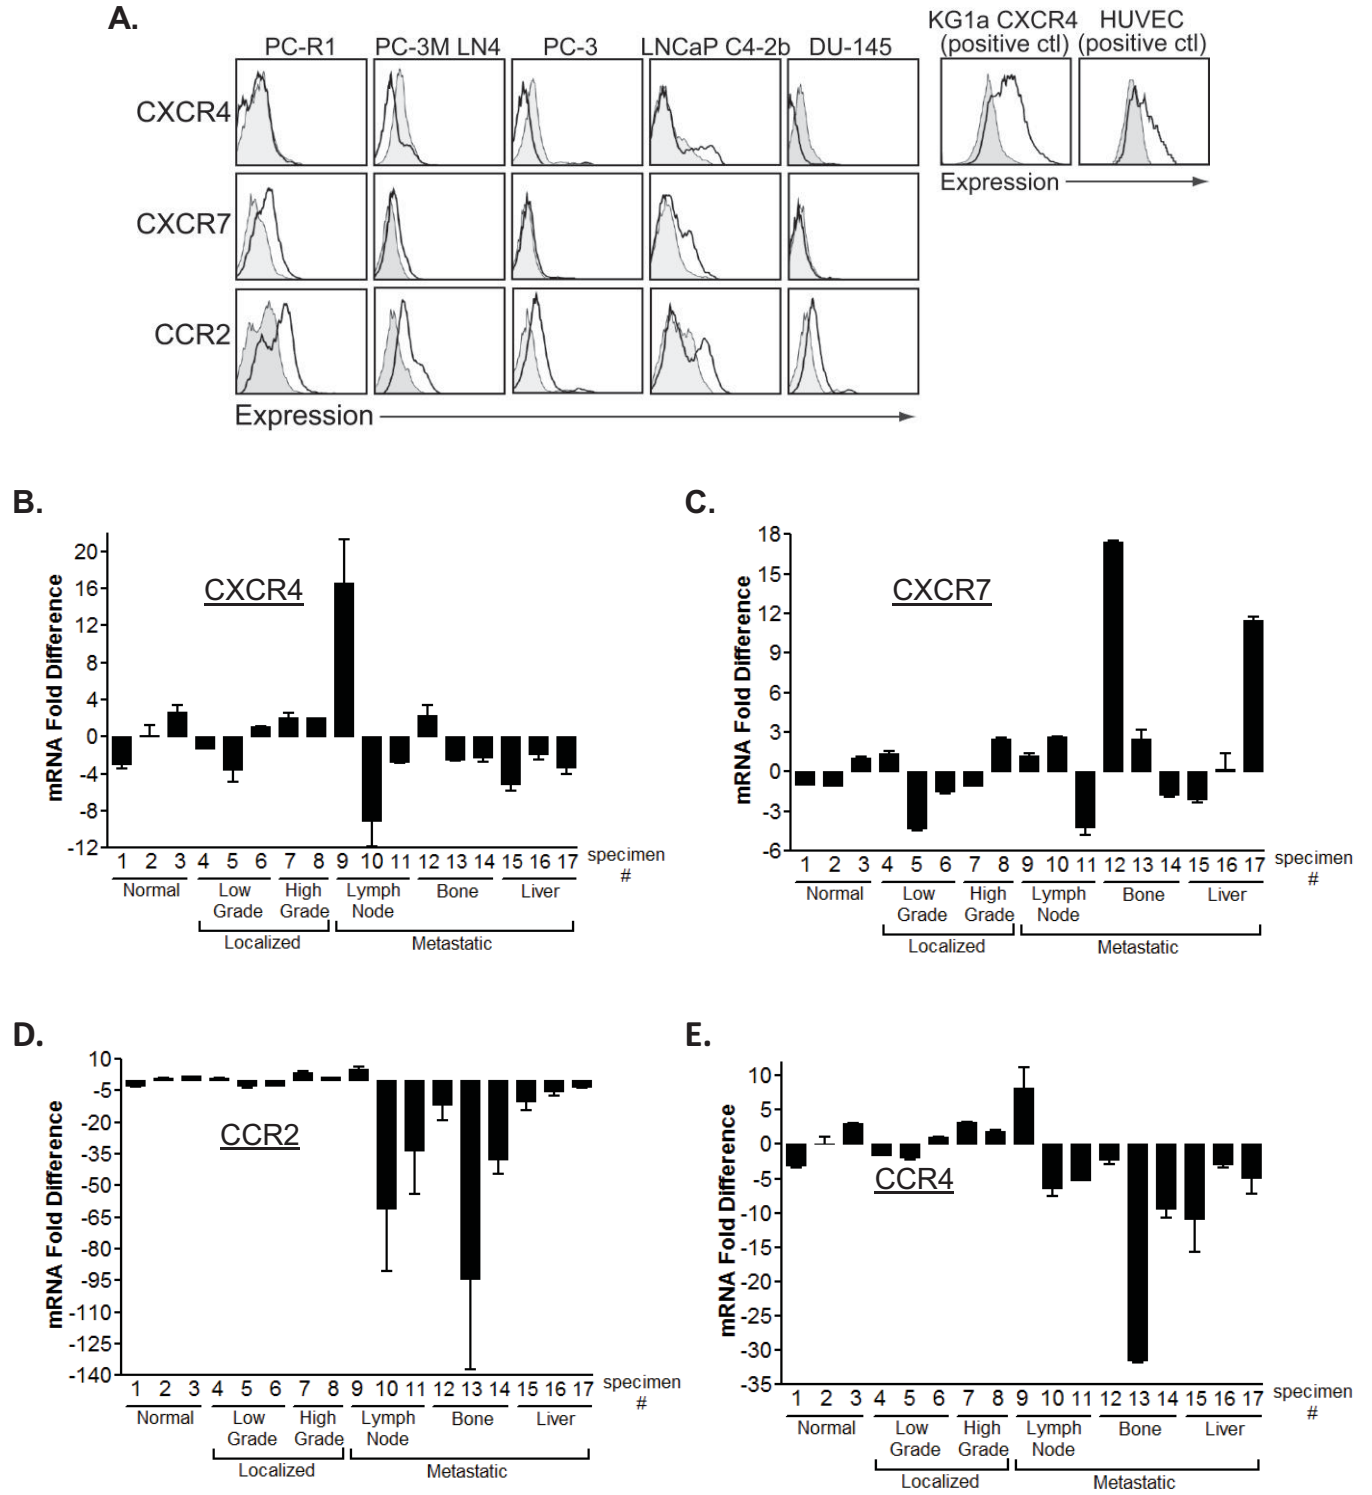 A.
KG1a CXCR4 HUVEC
(positive ctl) (positive ctl)
PC-R1 PC-3M LN4 PC-3 LNCaP C4-2b DU-145
CXCR4
CXCR7
CCR2
Expression
Expression
B.
mRNA Fold Difference
CXCR4
20
16
12
8
4
0
-4
-8
-12
1 2 3 4 5 6 7 8 9 10 11 12 13 14 15 16 17 specimen
#
Normal Low High Lymph Bone Liver
Grade Grade Node
Localized Metastatic
C.
mRNA Fold Difference
CXCR7
18
15
12
9
6
3
0
-3
-6
1 2 3 4 5 6 7 8 9 10 11 12 13 14 15 16 17 specimen
#
Normal Low High Lymph Bone Liver
Grade Grade Node
Localized Metastatic
D.
mRNA Fold Difference
CCR2
10
-5
-20
-35
-50
-65
-80
-95
-110
-125
-140
1 2 3 4 5 6 7 8 9 10 11 12 13 14 15 16 17 specimen
#
Normal Low High Lymph Bone Liver
Grade Grade Node
Localized Metastatic
E.
mRNA Fold Difference
CCR4
10
5
0
-5
-10
-15
-20
-25
-30
-35
1 2 3 4 5 6 7 8 9 10 11 12 13 14 15 16 17 specimen
#
Normal Low High Lymph Bone Liver
Grade Grade Node
Localized Metastatic